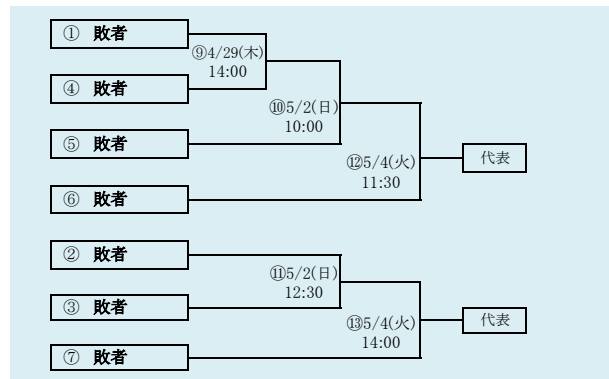 ① 敗者
⑨4/29(木)
14:00
④ 敗者
⑩5/2(日)
10:00
⑤ 敗者
⑫5/4(火)
11:30
代表
⑥ 敗者
② 敗者
⑪5/2(日)
12:30
③ 敗者
⑬5/4(火)
14:00
代表
⑦ 敗者